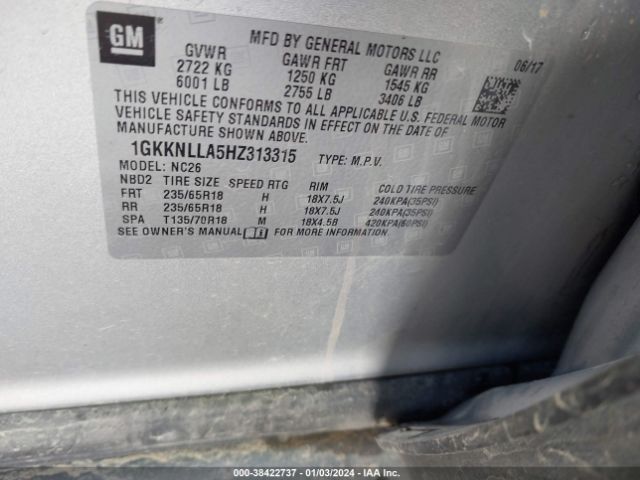 GM
MFD BY GENERAL MOTORS LLC
GVWR GAWR FRT GAWR RR 06/17
2722 KG 1250 KG 1545 KG
6001 LB 2755 LB 3406 LB
THIS VEHICLE CONFORMS TO ALL APPLICABLE U.S. FEDERAL MOTOR
VEHICLE SAFETY STANDARDS IN EFFECT ON THE DATE OF
MANUFACTURE SHOWN ABOVE.
1GKKNLLA5HZ313315 TYPE: M.P.V.
MODEL: NC26
NBD2 TIRE SIZE SPEED RTG RIM COLD TIRE PRESSURE
FRT 235/65R18 H 18X7.5J 240KPA(35PSI)
RR 235/65R18 H 18X7.5J 240KPA(35PSI)
SPA T135/70R18 M 18X4.5B 420KPA(60PSI)
SEE OWNER'S MANUAL FOR MORE INFORMATION.
000-38422737 - 01/03/2024 - IAA Inc.